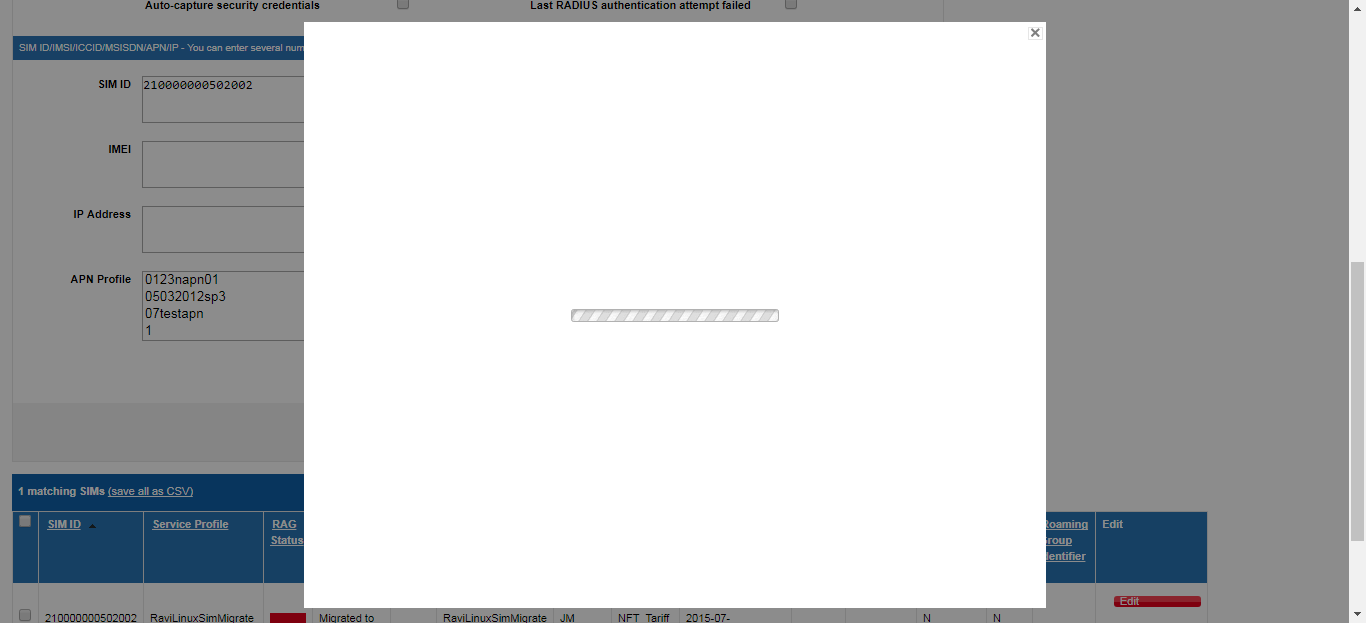 Auto-capture security credentials
Last RADIUS authentication attempt failed
SIM ID/IMSI/ICCID/MSISDN/APN/IP - You can enter several num
SIM ID
210000000502002
IMEI
IP Address
APN Profile
0123napn01
05032012sp3
07testapn
1
1 matching SIMs (save all as CSV)
SIM ID
Service Profile
RAG
Status
Roaming
Group
Identifier
Edit
210000000502002
RaviLinuxSimMigrate
Migrated to
RaviLinuxSimMigrate
JM
NFT_Tariff
2015-07-
N
N
Edit